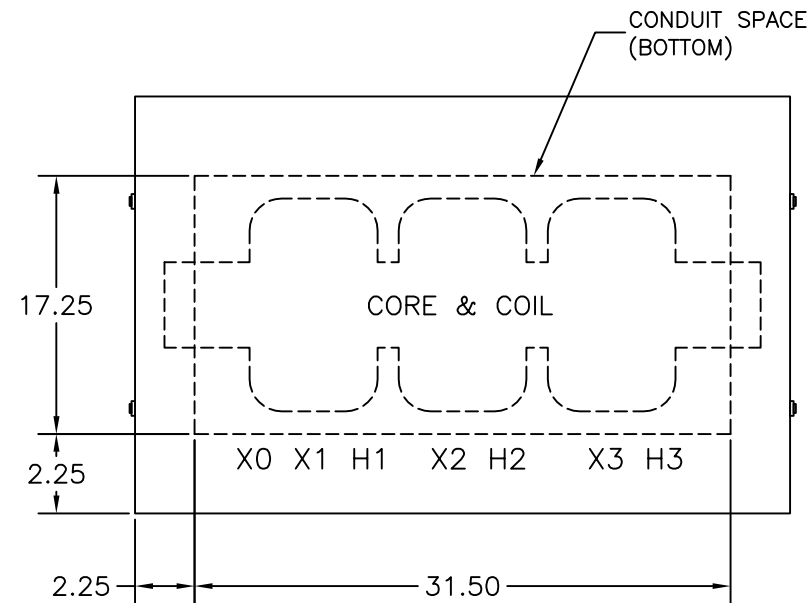 CONDUIT SPACE
(BOTTOM)
17.25
CORE & COIL
X0 X1 H1 X2 H2 X3 H3
2.25
2.25
31.50